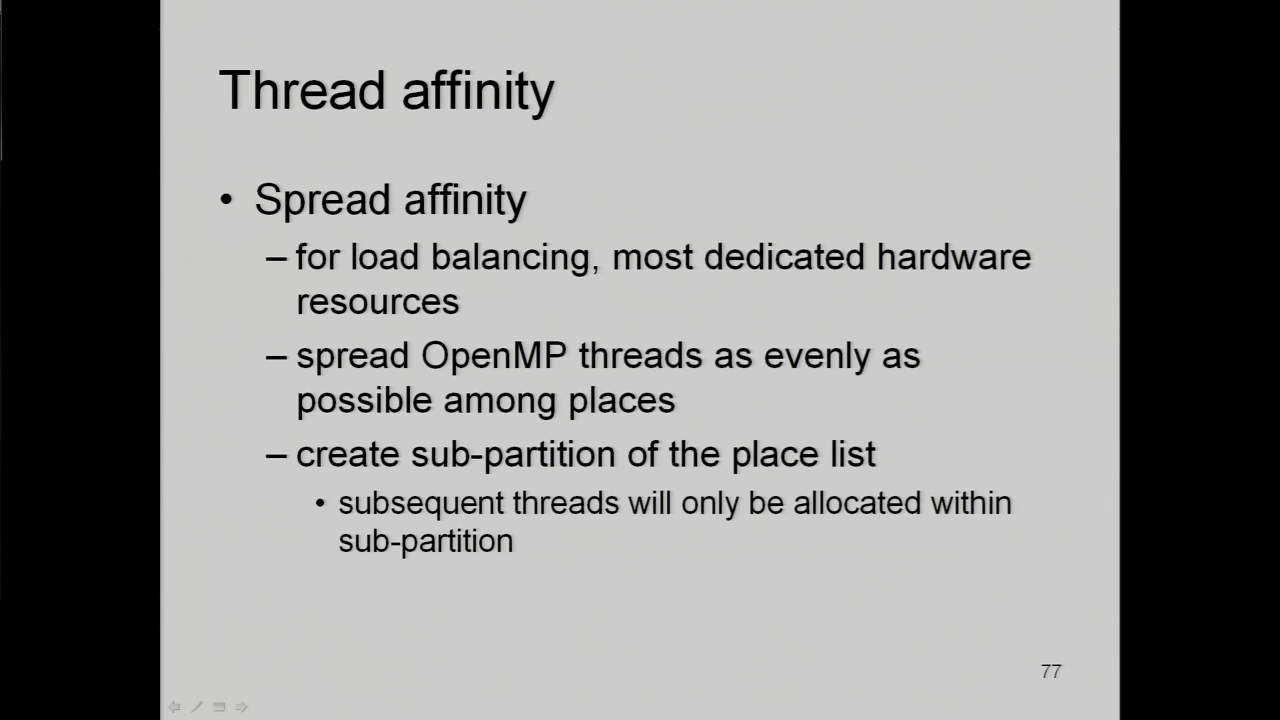 Thread affinity
• Spread affinity
– for load balancing, most dedicated hardware
resources
– spread OpenMP threads as evenly as
possible among places
– create sub-partition of the place list
• subsequent threads will only be allocated within
sub-partition
77